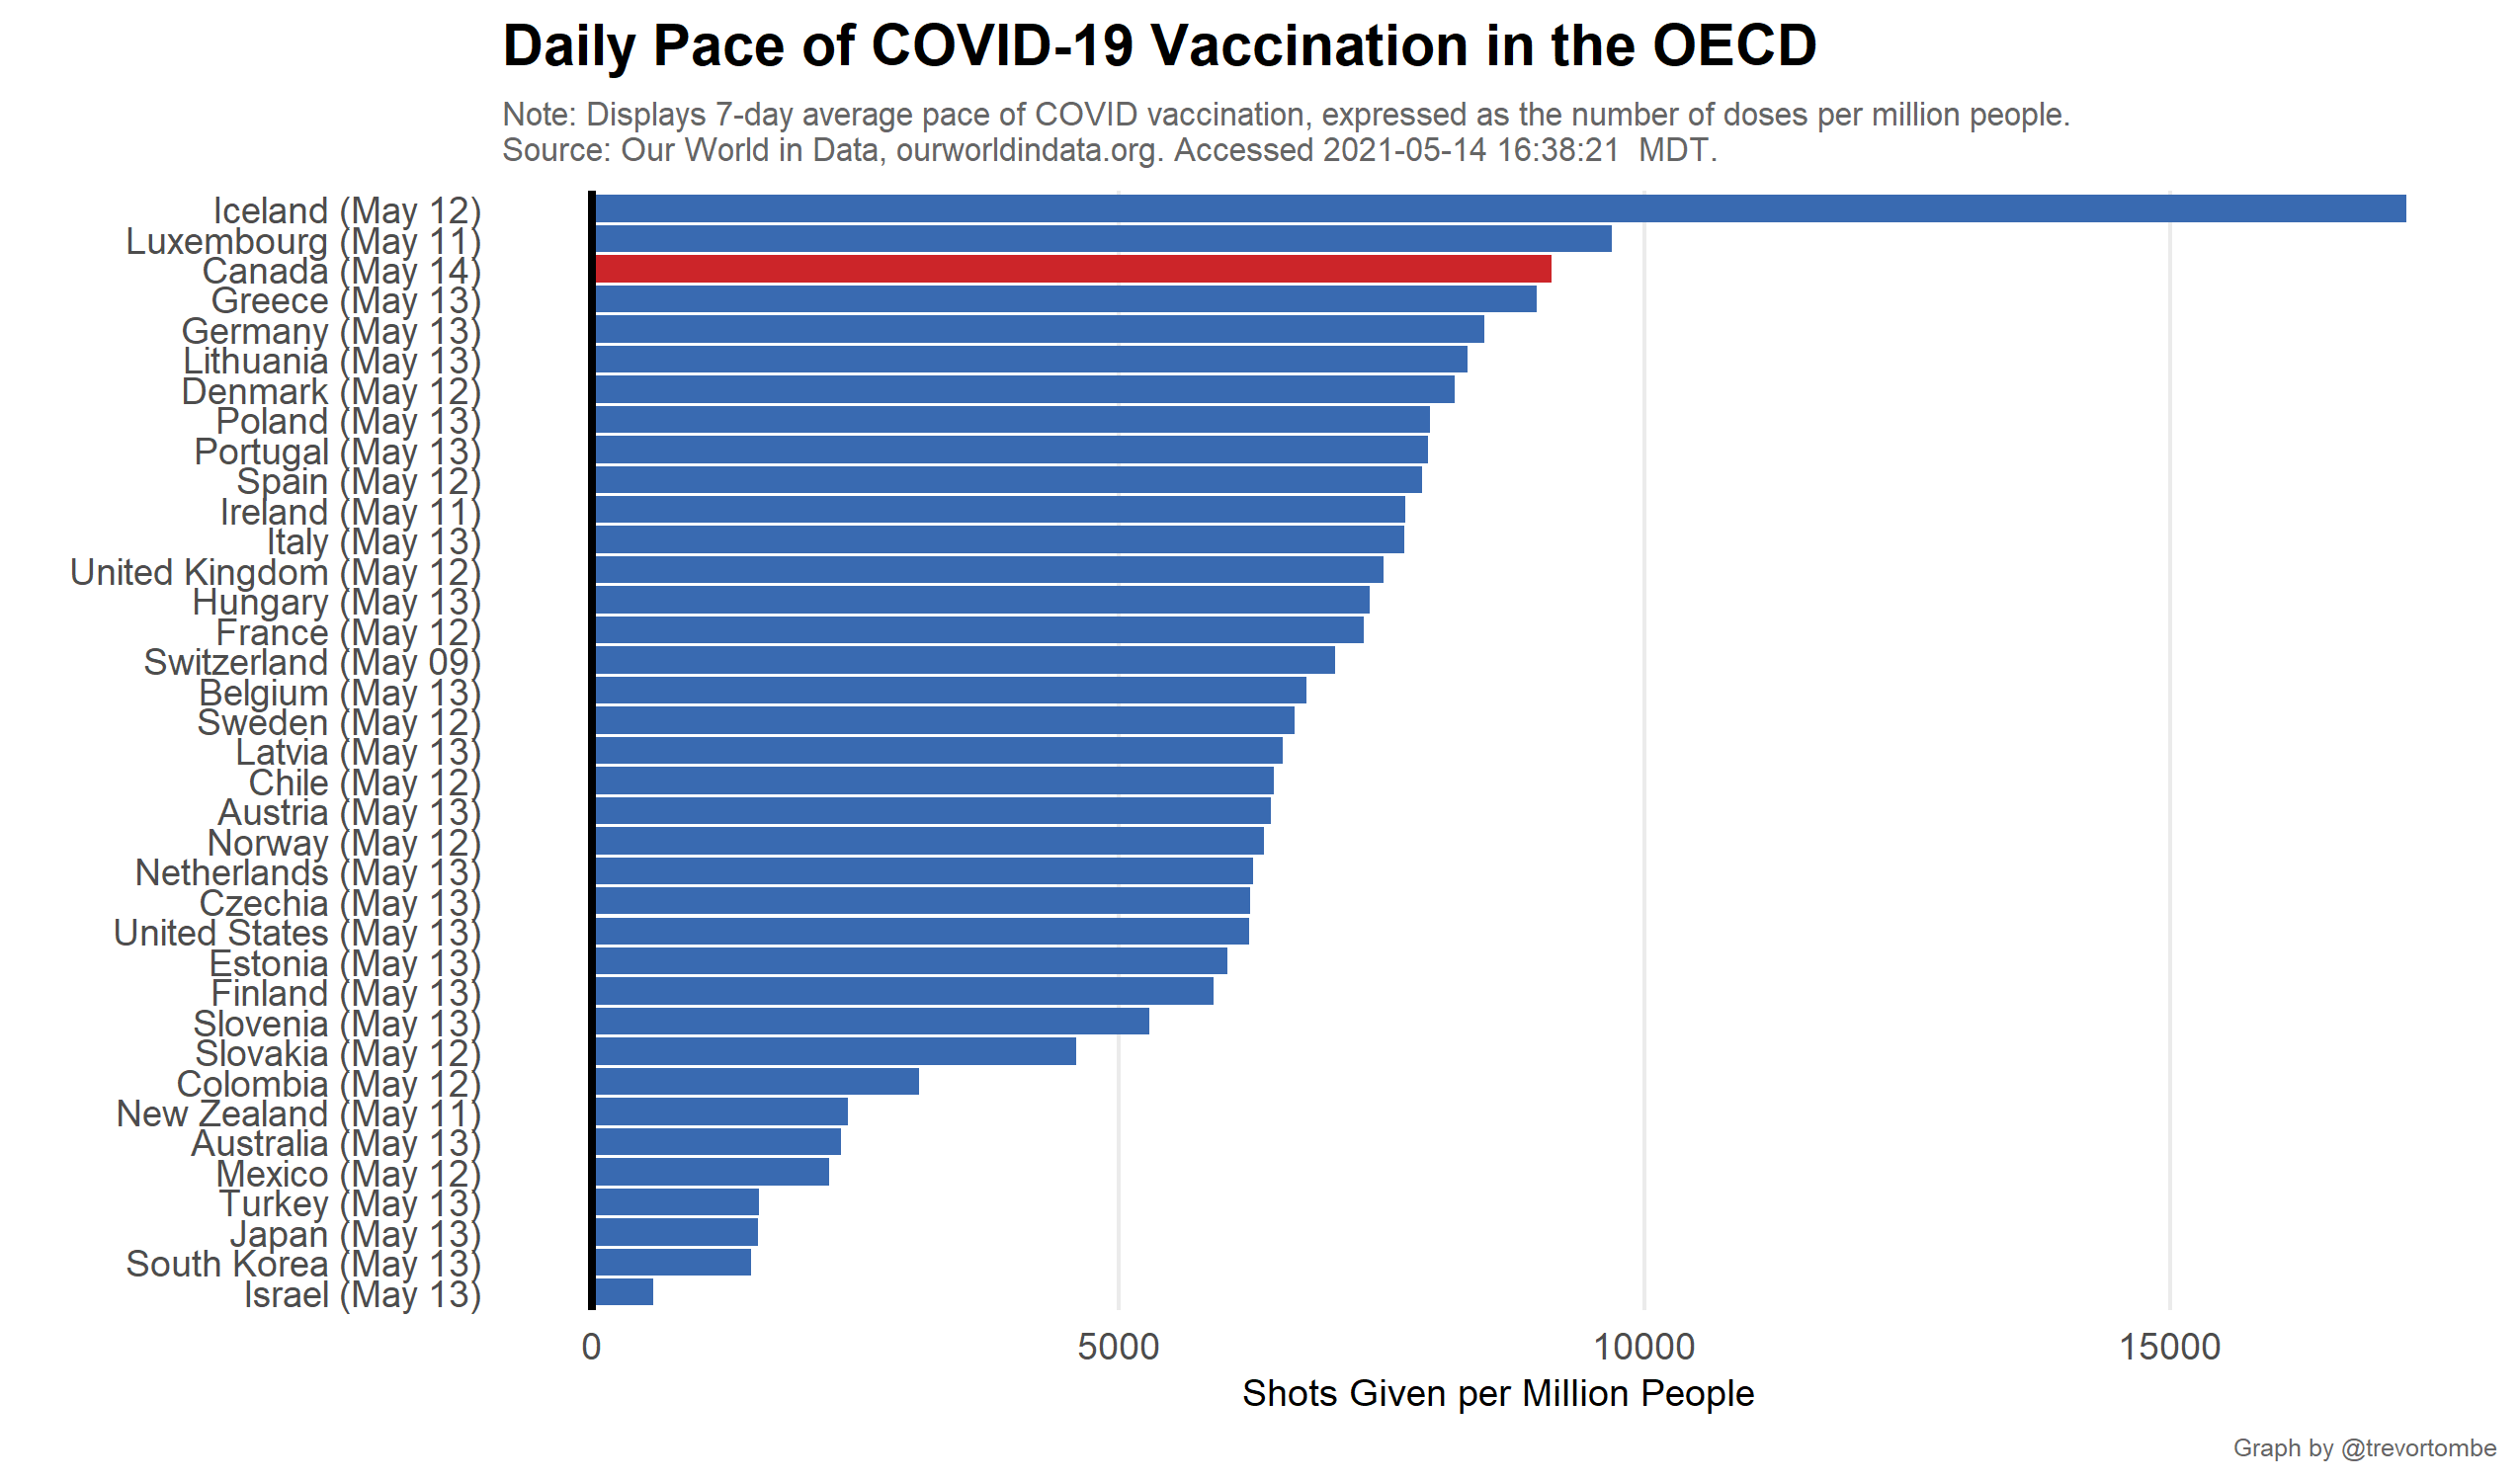 Daily Pace of COVID-19 Vaccination in the OECD
Note: Displays 7-day average pace of COVID vaccination, expressed as the number of doses per million people.
Source: Our World in Data, ourworldindata.org. Accessed 2021-05-14 16:38:21  MDT.
Iceland (May 12)
Luxembourg (May 11)
Canada (May 14)
Greece (May 13)
Germany (May 13)
Lithuania (May 13)
Denmark (May 12)
Poland (May 13)
Portugal (May 13)
Spain (May 12)
Ireland (May 11)
Italy (May 13)
United Kingdom (May 12)
Hungary (May 13)
France (May 12)
Switzerland (May 09)
Belgium (May 13)
Sweden (May 12)
Latvia (May 13)
Chile (May 12)
Austria (May 13)
Norway (May 12)
Netherlands (May 13)
Czechia (May 13)
United States (May 13)
Estonia (May 13)
Finland (May 13)
Slovenia (May 13)
Slovakia (May 12)
Colombia (May 12)
New Zealand (May 11)
Australia (May 13)
Mexico (May 12)
Turkey (May 13)
Japan (May 13)
South Korea (May 13)
Israel (May 13)
0 5000 10000 15000
Shots Given per Million People
Graph by @trevortombe